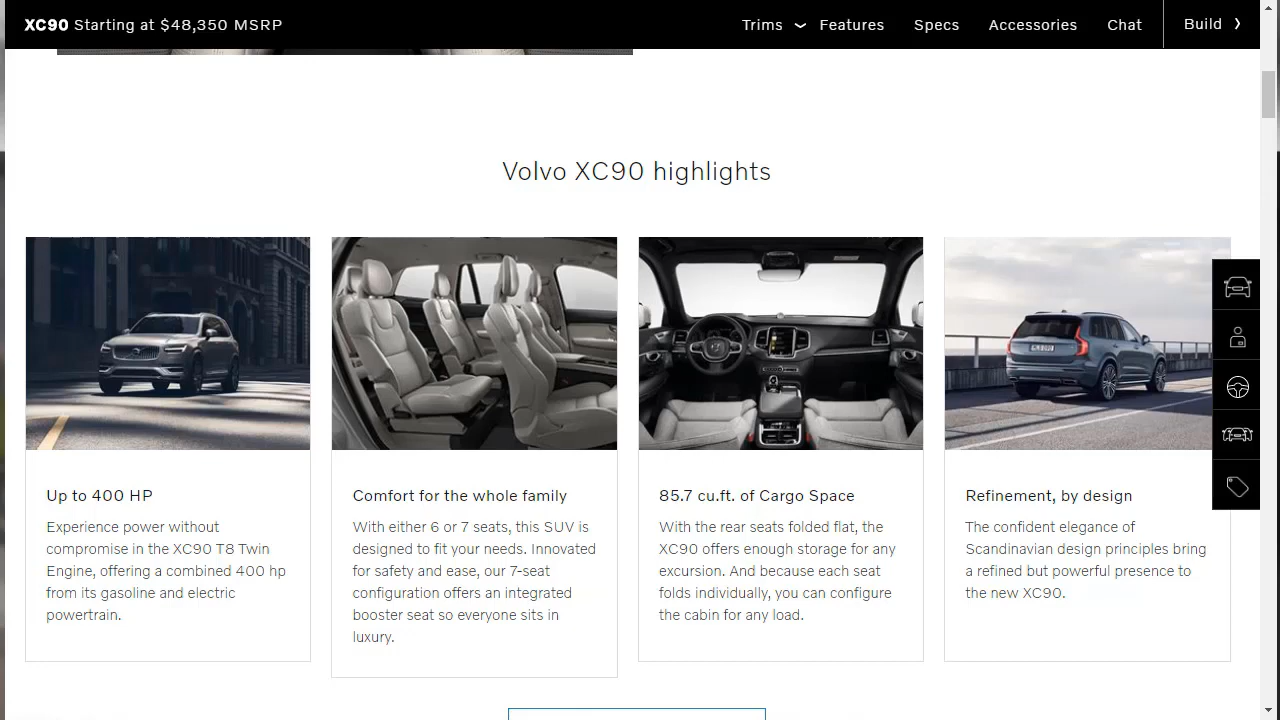 XC90 Starting at $48,350 MSRP
Trims
Features
Specs
Accessories
Chat
Build
Volvo XC90 highlights
Up to 400 HP
Experience power without
compromise in the XC90 T8 Twin
Engine, offering a combined 400 hp
from its gasoline and electric
powertrain.
Comfort for the whole family
With either 6 or 7 seats, this SUV is
designed to fit your needs. Innovated
for safety and ease, our 7-seat
configuration offers an integrated
booster seat so everyone sits in
luxury.
85.7 cu.ft. of Cargo Space
With the rear seats folded flat, the
XC90 offers enough storage for any
excursion. And because each seat
folds individually, you can configure
the cabin for any load.
Refinement, by design
The confident elegance of
Scandinavian design principles bring
a refined but powerful presence to
the new XC90.